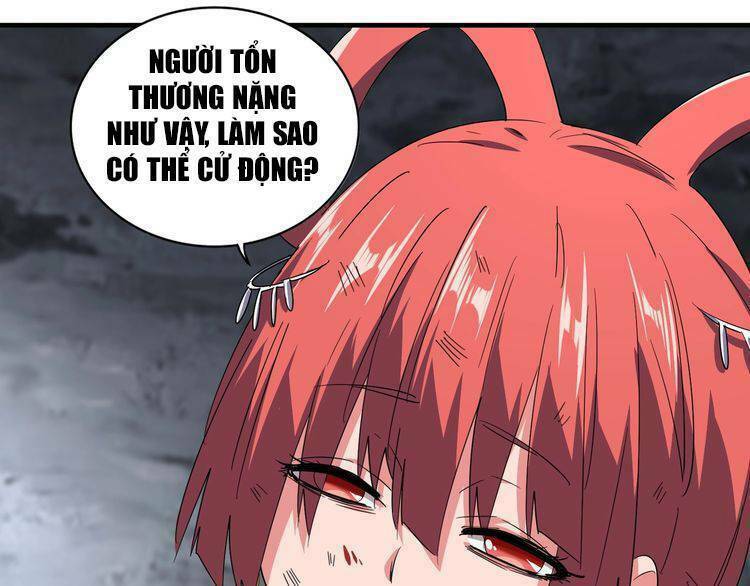 NGƯỜI TỔN
THƯƠNG NẶNG
NHƯ VẬY, LÀM SAO
CÓ THỂ CỬ ĐỘNG?